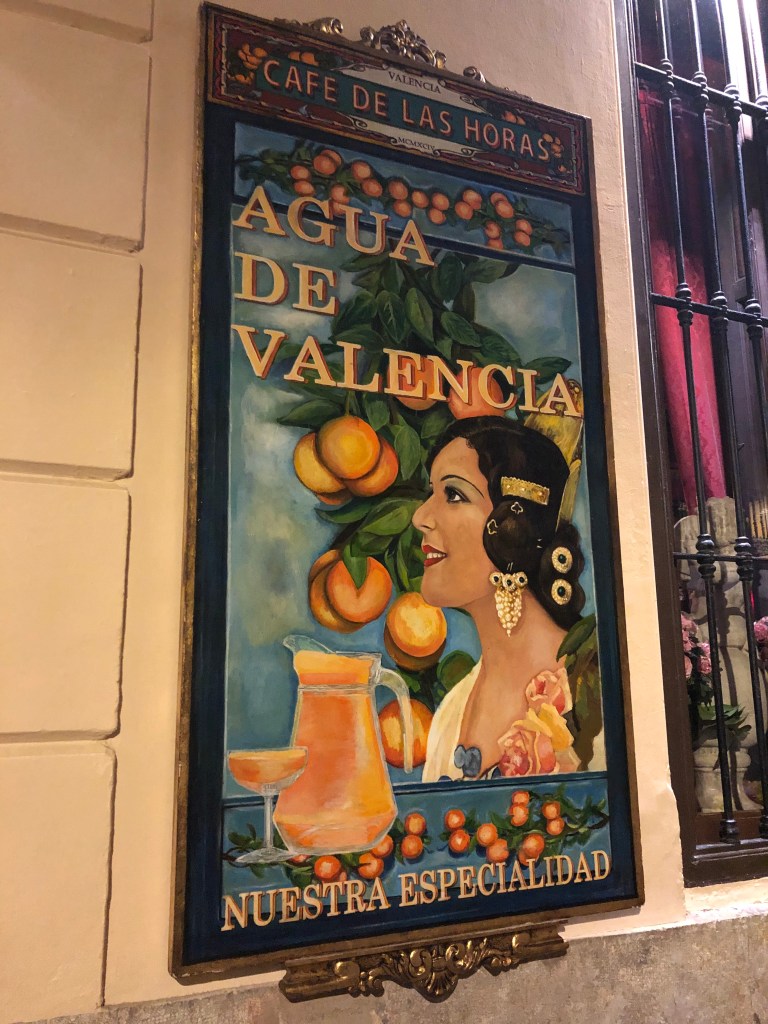 VALENCIA
CAFE DE LAS HORAS
MCMXCIV
AGUA
DE
VALENCIA
NUESTRA ESPECIALIDAD